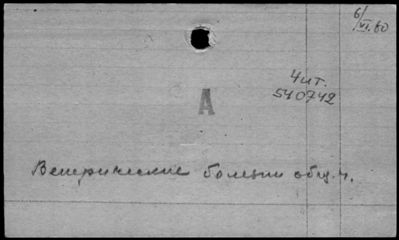 6/VI.60
Чит.
540742
А
Венерические болезни общ. ч.